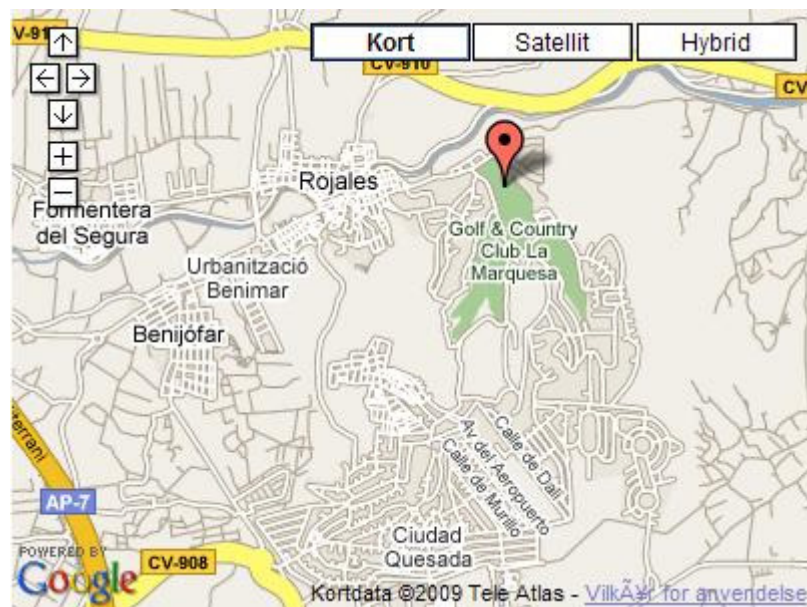 V-91
Kort
Satellit
Hybrid
CV-910
CV
Rojales
Formentera
del Segura
Golf & Country
Club La
Marquesa
Urbanització
Benimar
Benijófar
Calle de Dali
Av del Aeropuerto
Calle de Murillo
terrani
AP-7
Ciudad
Quesada
POWERED BY
Google
CV-908
Kortdata ©2009 Tele Atlas - VilkÃ¥r for anvendelse